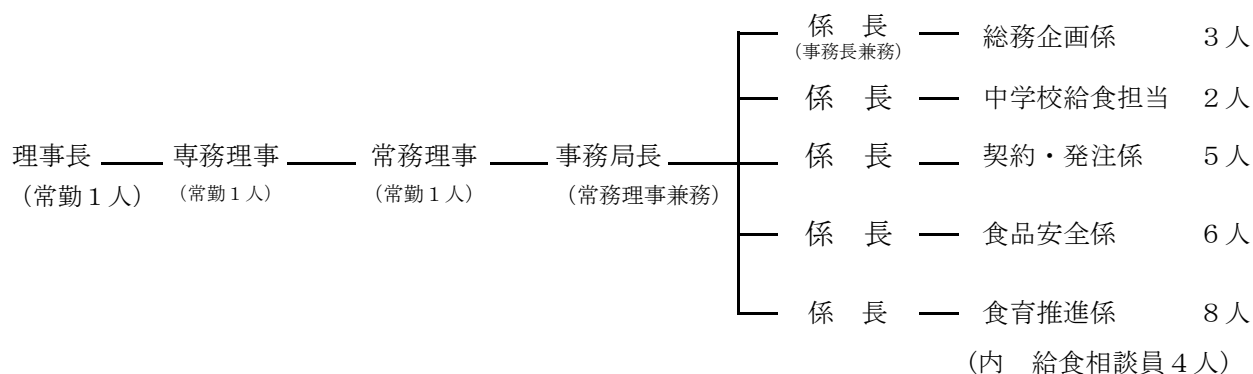 係　長 総務企画係 ３人
（事務長兼務）
係　長 中学校給食担当 ２人
理事長 専務理事 常務理事 事務局長 係　長 契約・発注係 ５人
（常勤１人） （常勤１人） （常勤１人） （常務理事兼務）
係　長 食品安全係 ６人
係　長 食育推進係 ８人
（内　給食相談員４人）